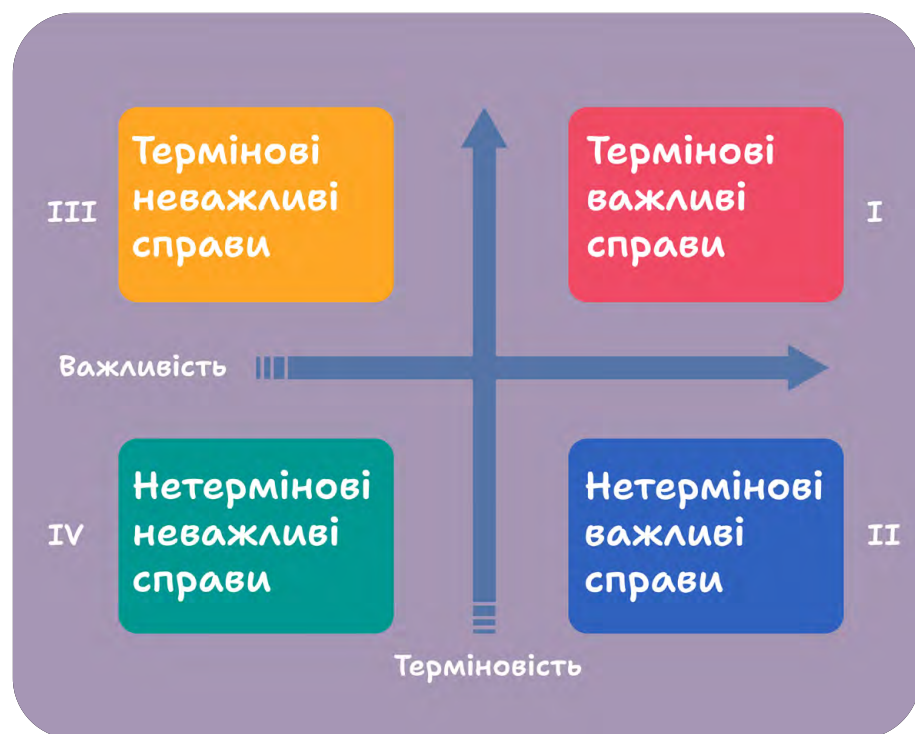 Термінові
неважливі
справи
III
Термінові
важливі
справи
I
Важливість
Нетермінові
неважливі
справи
IV
Нетермінові
важливі
справи
II
Терміновість